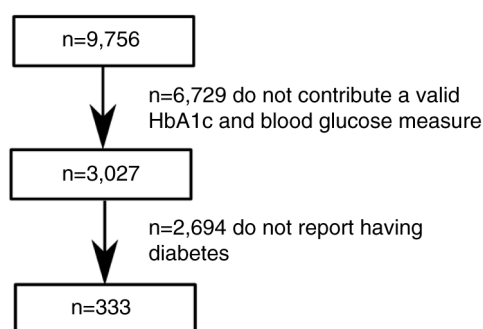 n=9,756
n=6,729 do not contribute a valid
HbA1c and blood glucose measure
n=3,027
n=2,694 do not report having
diabetes
n=333